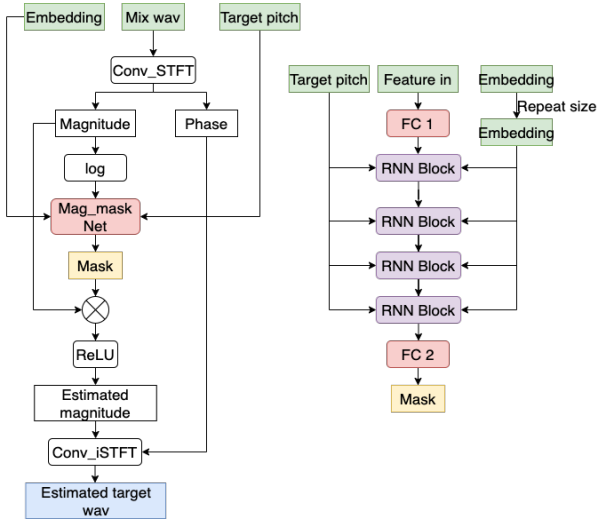 Embedding
Mix wav
Target pitch
Conv_STFT
Magnitude
Phase
log
Mag_mask
Net
Mask
ReLU
Estimated
magnitude
Conv_iSTFT
Estimated target
wav
Target pitch
Feature in
Embedding
Repeat size
FC 1
Embedding
RNN Block
RNN Block
RNN Block
RNN Block
FC 2
Mask